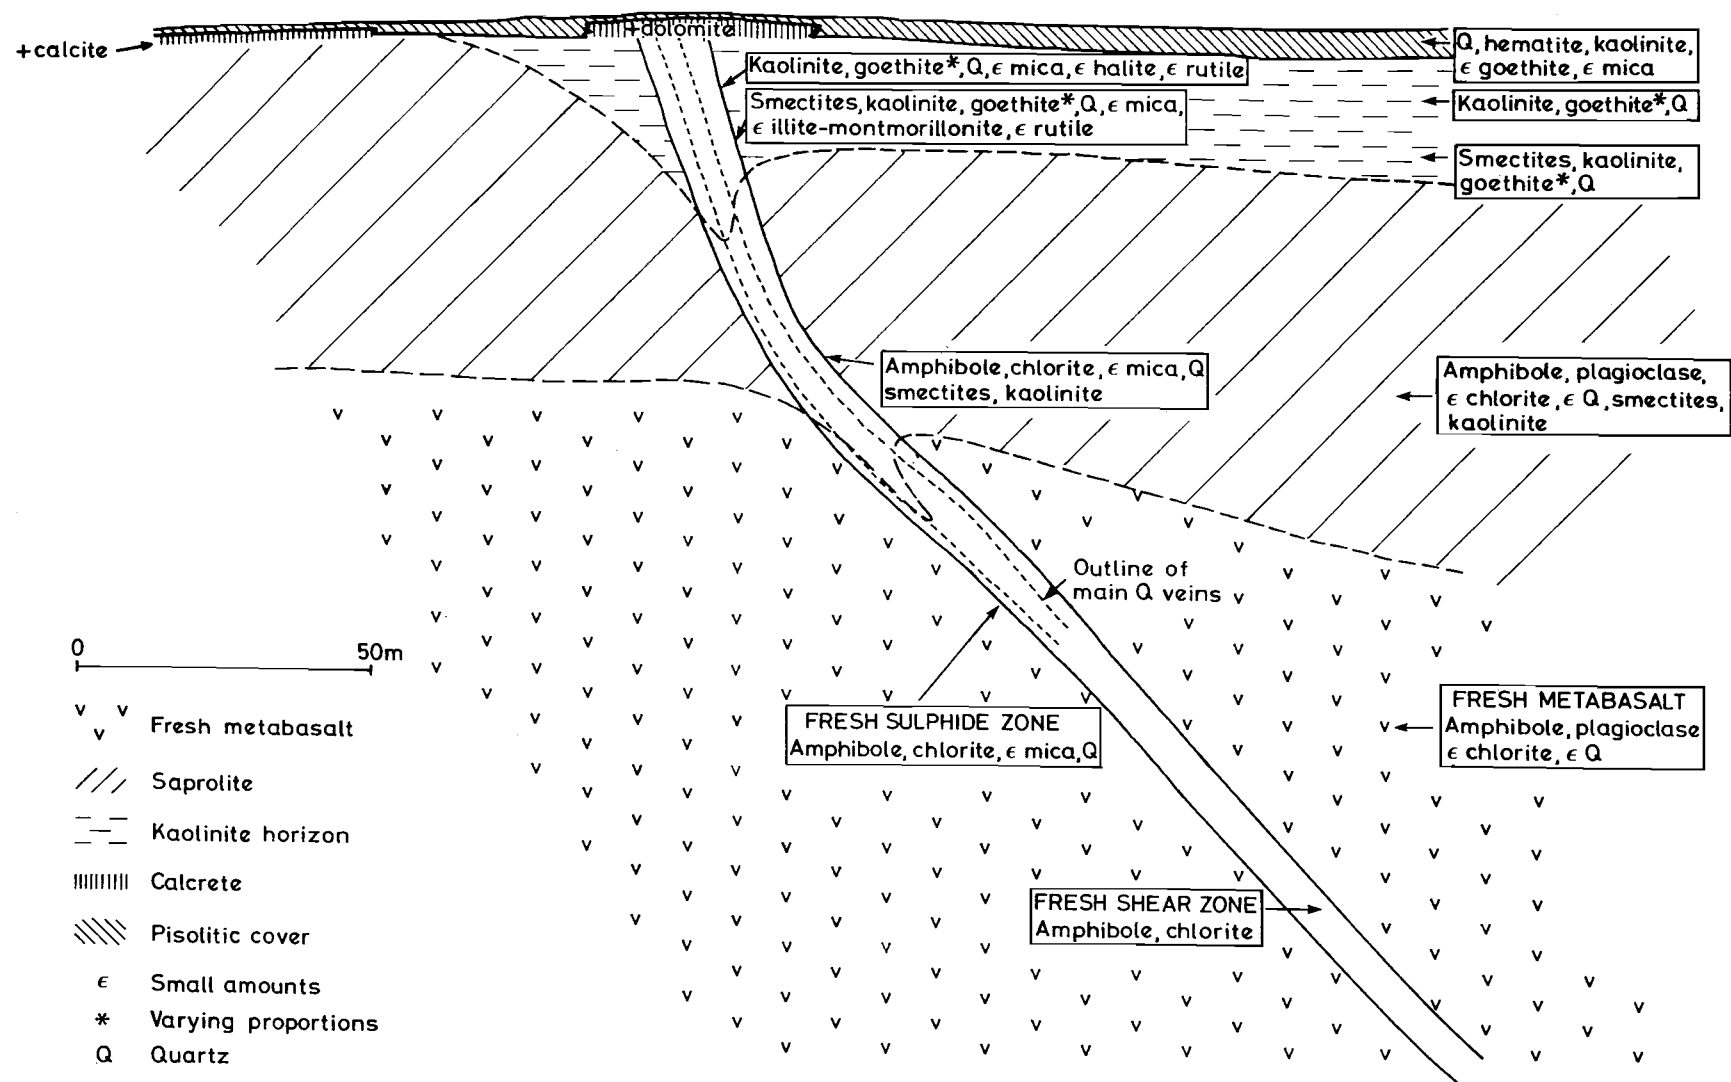 +calcite
+dolomite
Kaolinite, goethite*, Q, ϵ mica, ϵ halite, ϵ rutile
Smectites, kaolinite, goethite*, Q, ϵ mica,
ϵ illite-montmorillonite, ϵ rutile
Q, hematite, kaolinite,
ϵ goethite, ϵ mica
Kaolinite, goethite*, Q
Smectites, kaolinite,
goethite*, Q
Amphibole, chlorite, ϵ mica, Q
smectites, kaolinite
Amphibole, plagioclase,
ϵ chlorite, ϵ Q, smectites,
kaolinite
Outline of
main Q veins
FRESH SULPHIDE ZONE
Amphibole, chlorite, ϵ mica, Q
FRESH METABASALT
Amphibole, plagioclase
ϵ chlorite, ϵ Q
FRESH SHEAR ZONE
Amphibole, chlorite
0 50m
Fresh metabasalt
Saprolite
Kaolinite horizon
Calcrete
Pisolitic cover
ϵ Small amounts
* Varying proportions
Q Quartz